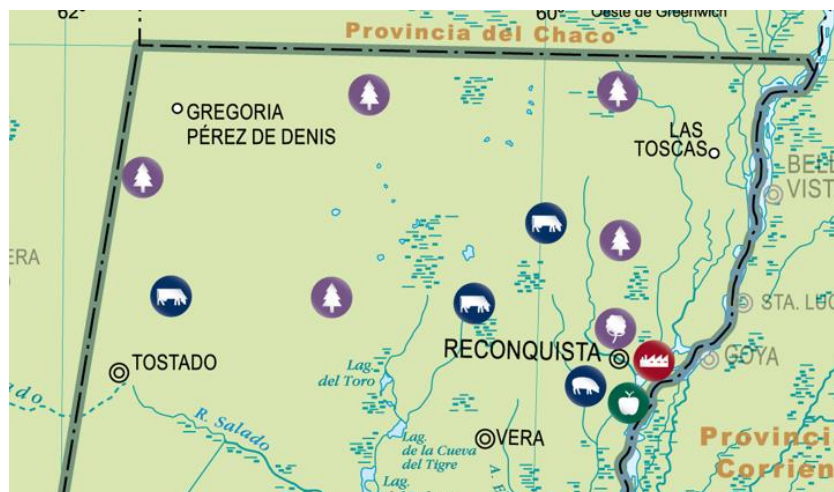 62°
60°
Oeste de Greenwich
Provincia del Chaco
GREGORIA
PÉREZ DE DENIS
LAS
TOSCAS
BELL
VIST
ERA
STA. LUC
RECONQUISTA
GOYA
TOSTADO
Lag.
del Toro
R. Salado
VERA
Lag.
de la Cueva
del Tigre
Lag.
Provinci
Corrien